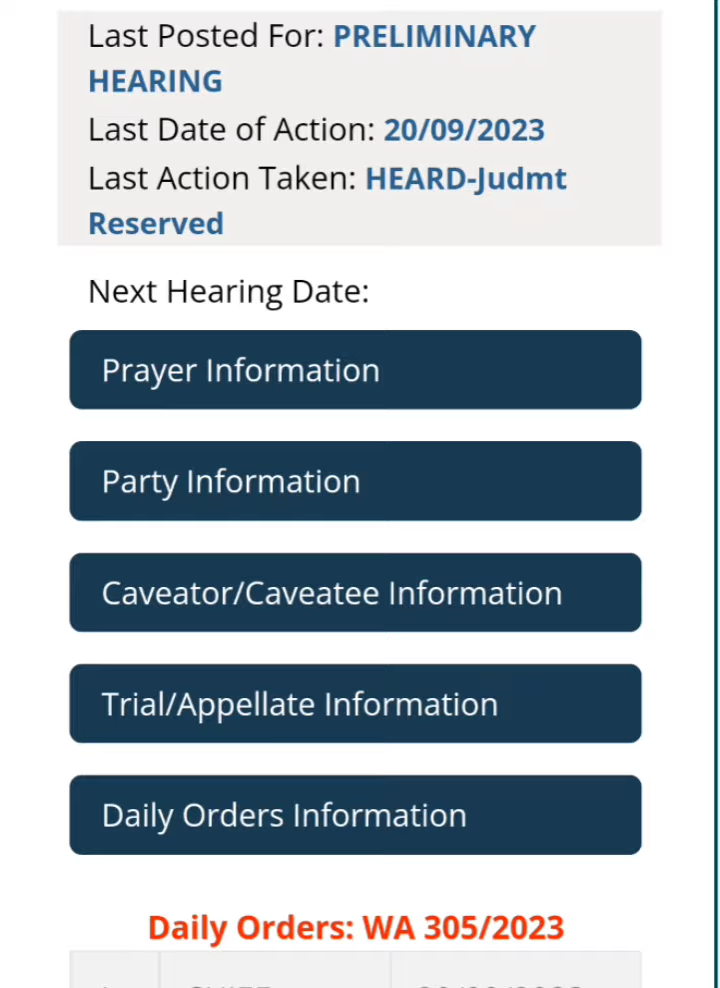 Last Posted For: PRELIMINARY
HEARING
Last Date of Action: 20/09/2023
Last Action Taken: HEARD-Judmt
Reserved
Next Hearing Date:
Prayer Information
Party Information
Caveator/Caveatee Information
Trial/Appellate Information
Daily Orders Information
Daily Orders: WA 305/2023